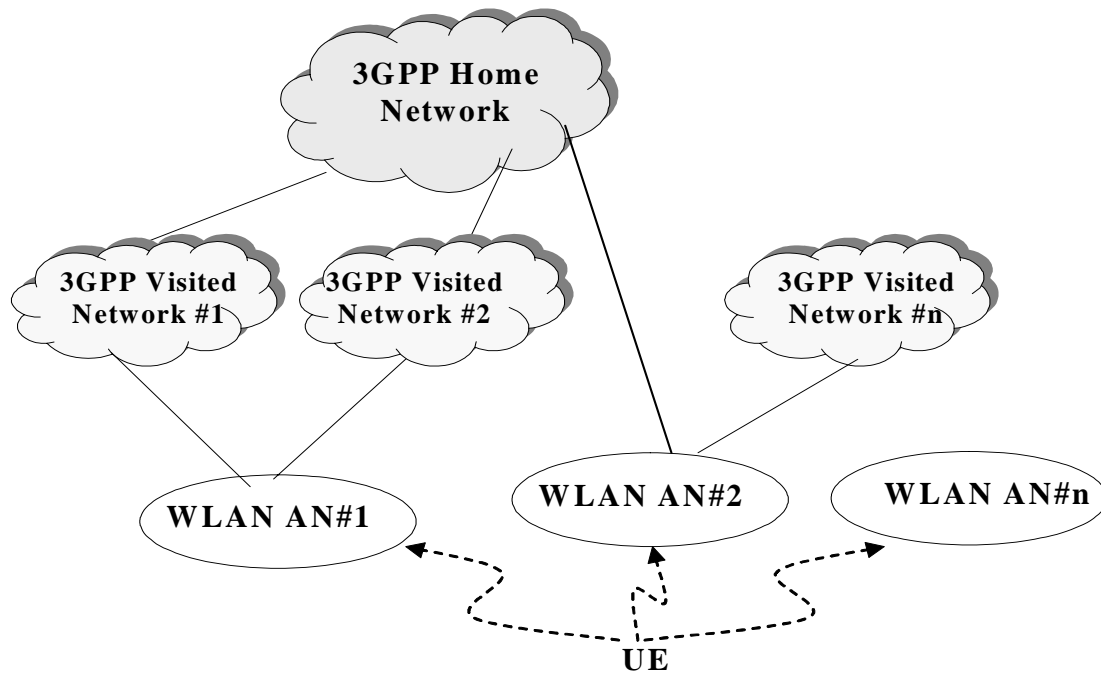 3GPP Home
Network
3GPP Visited
Network #1
3GPP Visited
Network #2
3GPP Visited
Network #n
WLAN AN#1
WLAN AN#2
WLAN AN#n
UE